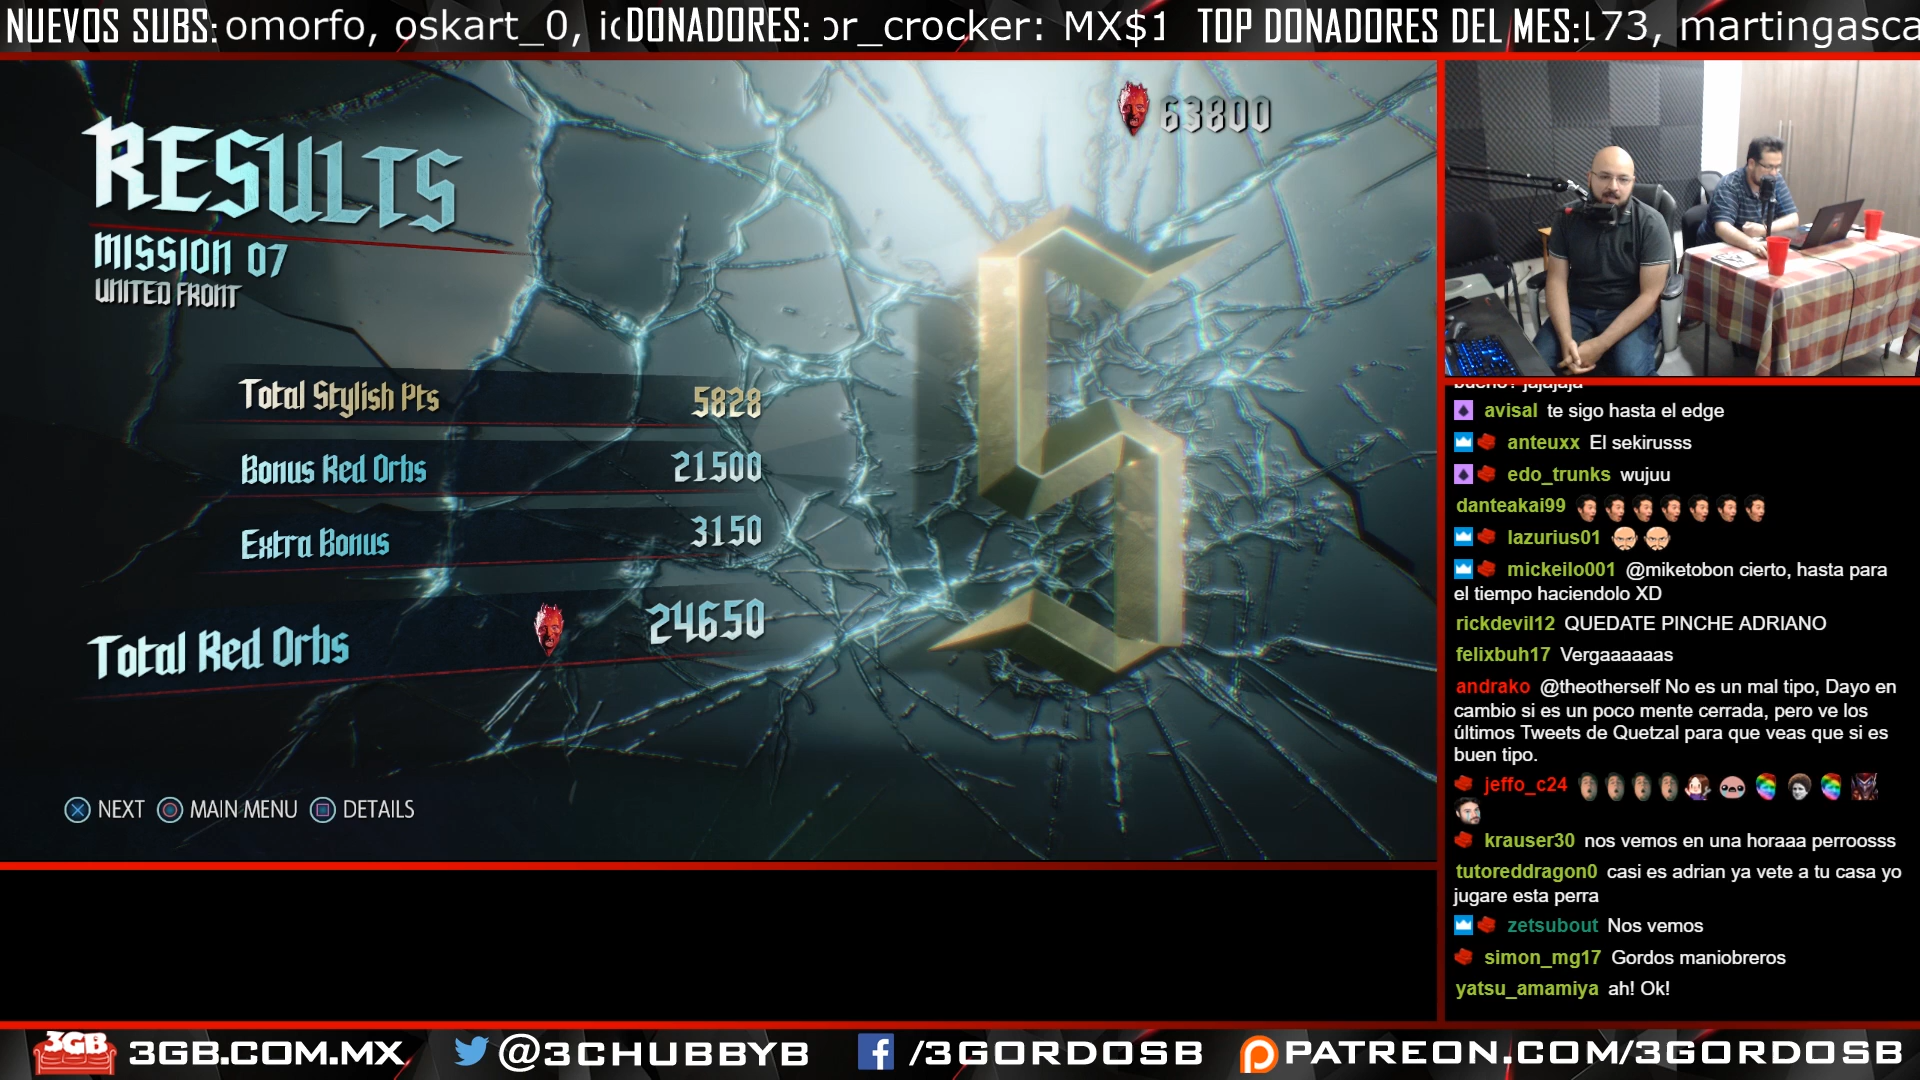 NUEVOS SUBS: omorfo, oskart_0, DONADORES: or_crocker: MX$1 TOP DONADORES DEL MES: 173, martingasca
63800
RESULTS
MISSION 07
UNITED FRONT
Total Stylish Pts 5828
Bonus Red Orbs 21500
Extra Bonus 3150
Total Red Orbs 24650
S
NEXT MAIN MENU DETAILS
bueno? jajajaja
avisal te sigo hasta el edge
anteuxx El sekirusss
edo_trunks wujuu
danteakai99
lazurius01
mickeilo001 @miketobon cierto, hasta para
el tiempo haciendolo XD
rickdevil12 QUEDATE PINCHE ADRIANO
felixbuh17 Vergaaaaaas
andrako @theotherself No es un mal tipo, Dayo en
cambio si es un poco mente cerrada, pero ve los
últimos Tweets de Quetzal para que veas que si es
buen tipo.
jeffo_c24
krauser30 nos vemos en una horaaa perroosss
tutoreddragon0 casi es adrian ya vete a tu casa yo
jugare esta perra
zetsubout Nos vemos
simon_mg17 Gordos maniobreros
yatsu_amamiya ah! Ok!
3GB 3GB.COM.MX @3CHUBBYB /3GORDOSB PATREON.COM/3GORDOSB